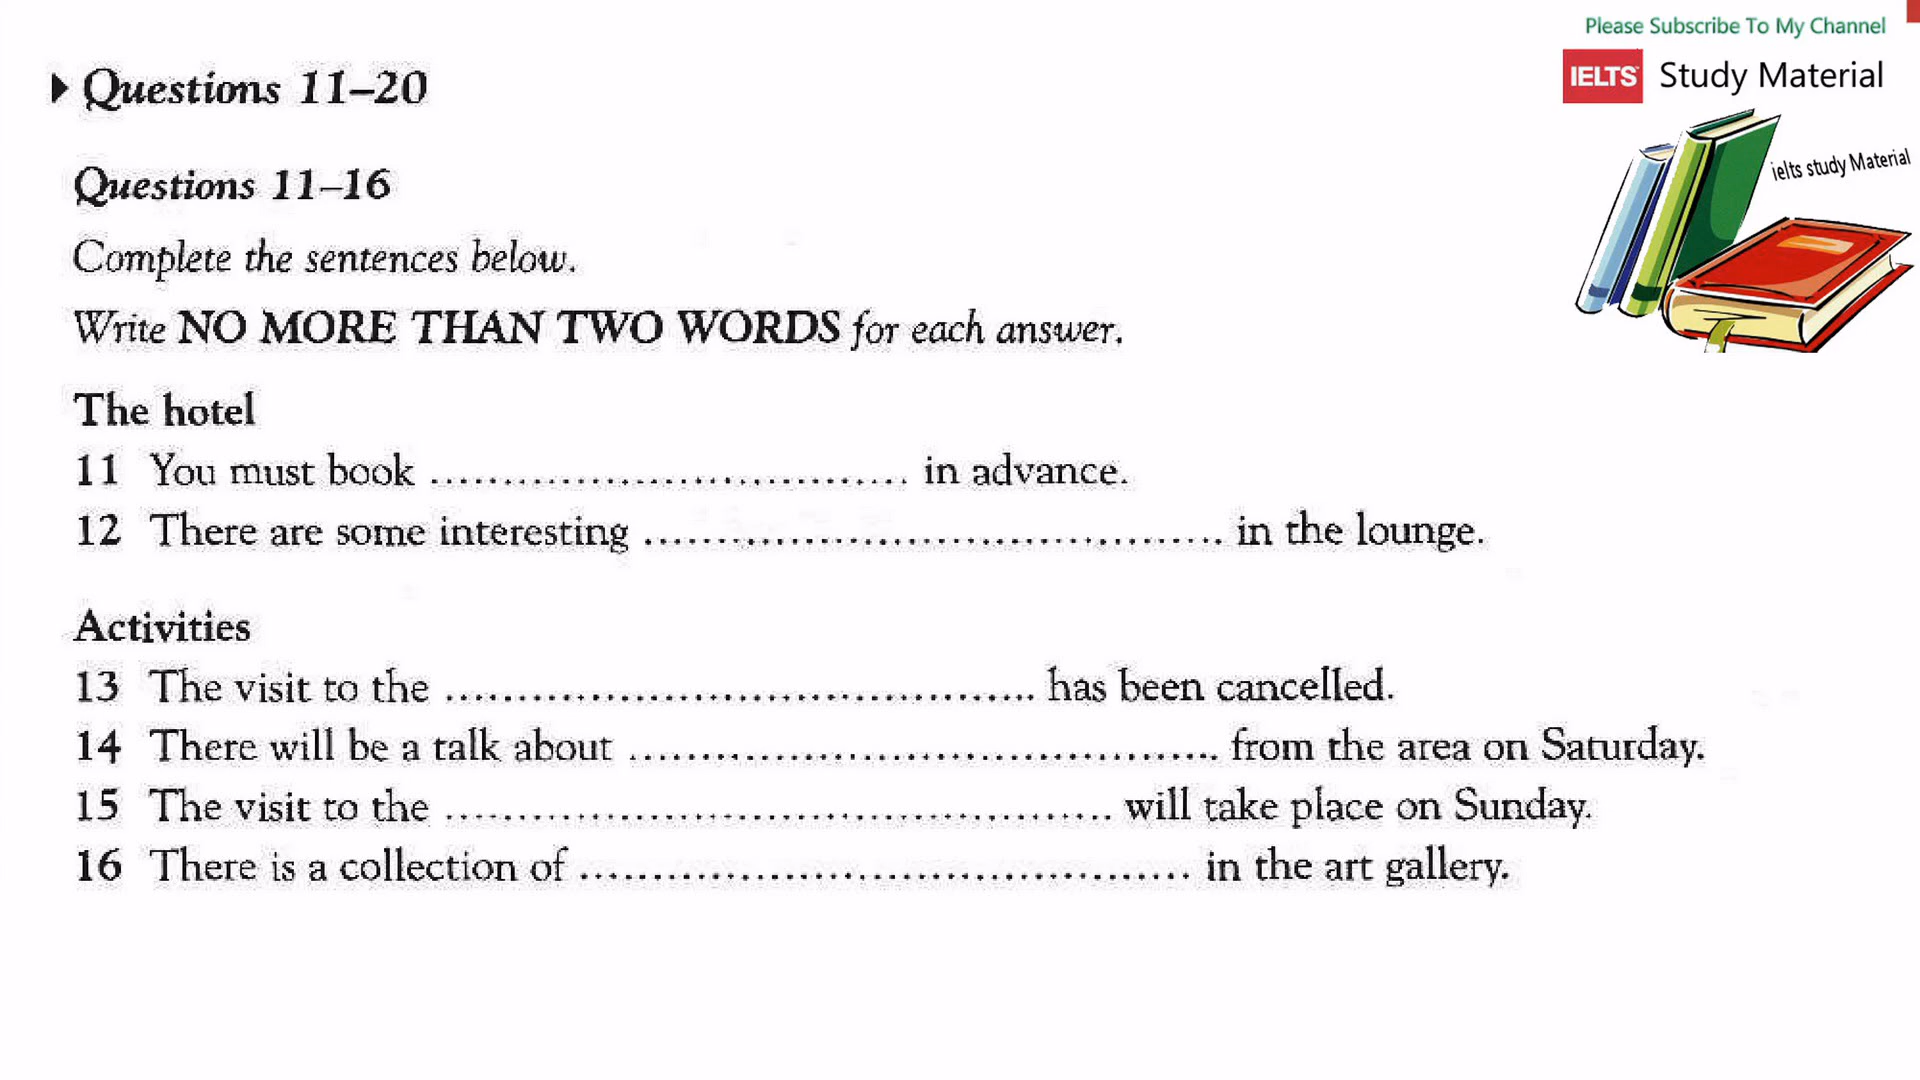 Please Subscribe To My Channel
IELTS Study Material
ielts study Material
Questions 11–20
Questions 11–16
Complete the sentences below.
Write NO MORE THAN TWO WORDS for each answer.
The hotel
11 You must book ................................. in advance.
12 There are some interesting ........................................ in the lounge.
Activities
13 The visit to the ......................................... has been cancelled.
14 There will be a talk about ......................................... from the area on Saturday.
15 The visit to the .............................................. will take place on Sunday.
16 There is a collection of .......................................... in the art gallery.